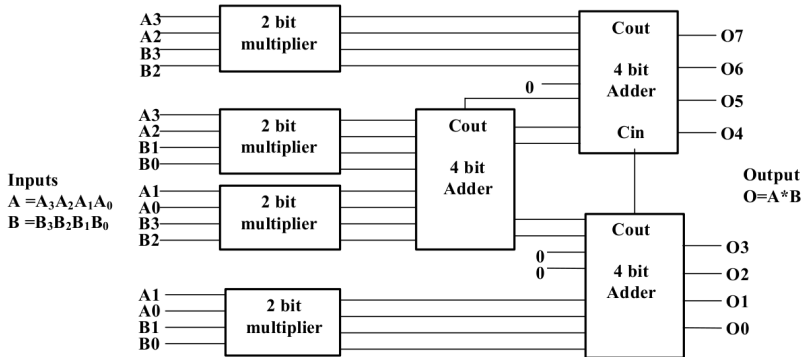 A3
A2
B3
B2
2 bit
multiplier
Cout
4 bit
Adder
Cin
0
O7
O6
O5
O4
A3
A2
B1
B0
2 bit
multiplier
Cout
4 bit
Adder
Inputs
A =A₃A₂A₁A₀
B =B₃B₂B₁B₀
A1
A0
B3
B2
2 bit
multiplier
Output
O=A*B
Cout
4 bit
Adder
0
0
O3
O2
O1
O0
A1
A0
B1
B0
2 bit
multiplier